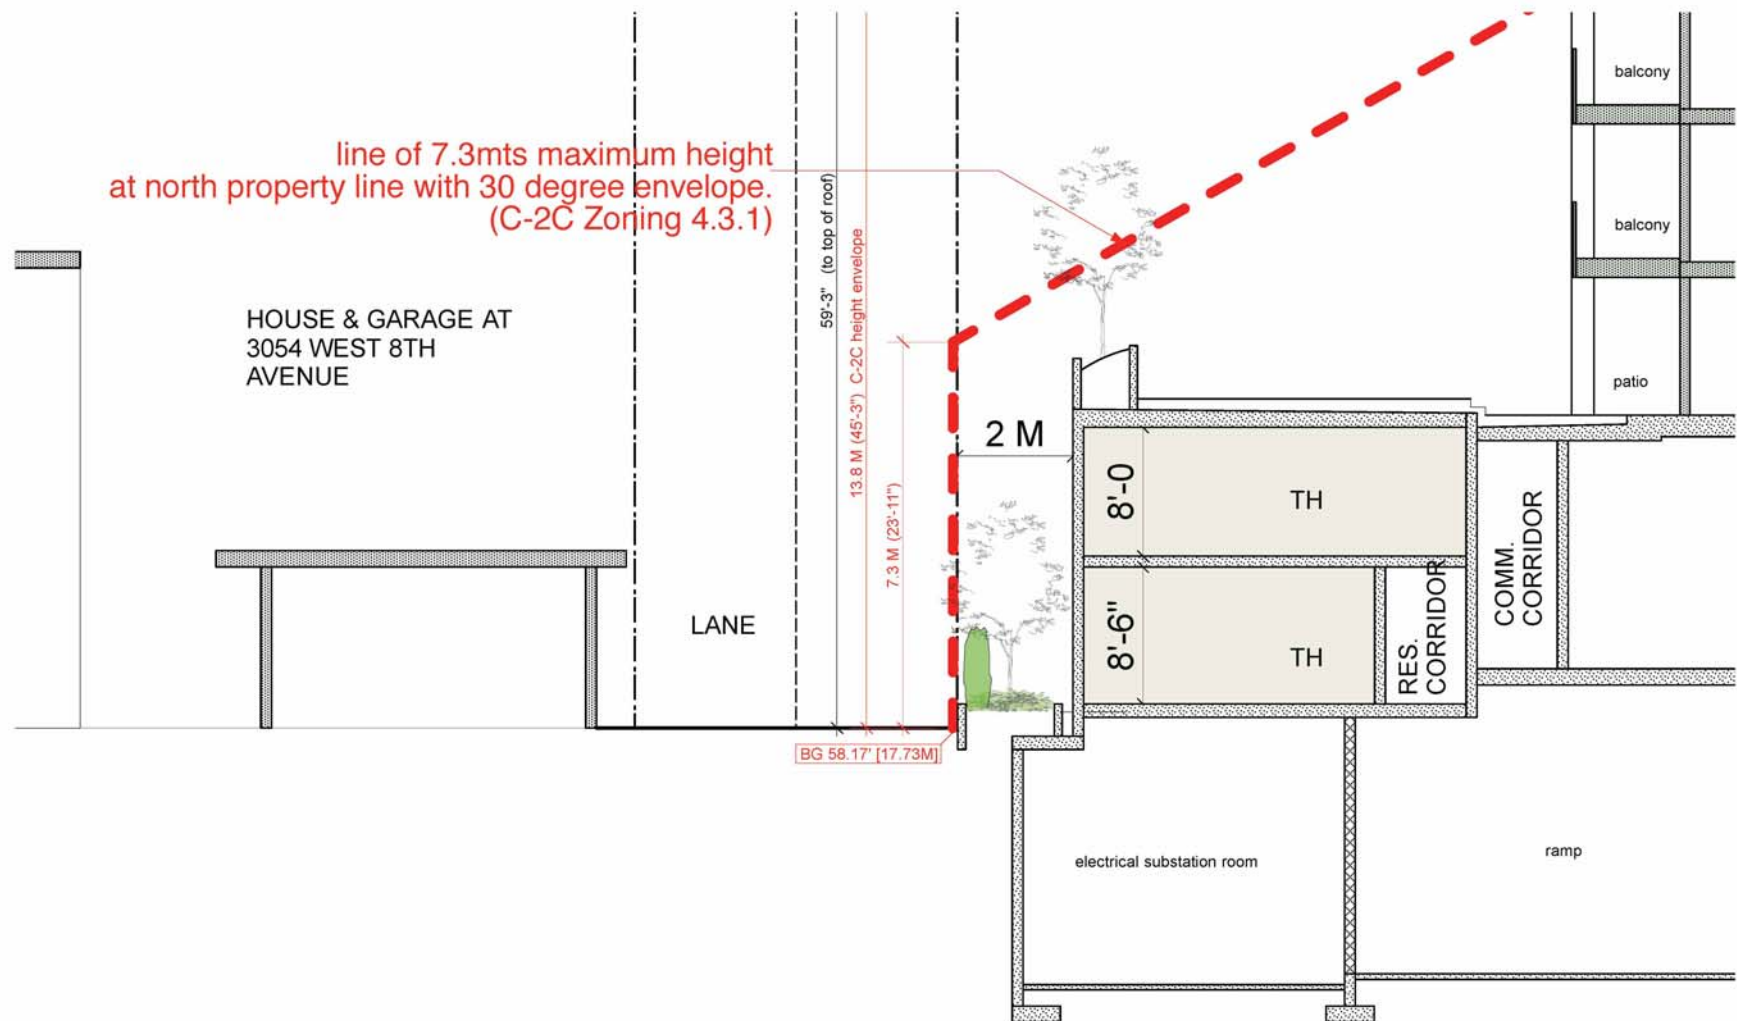 line of 7.3mts maximum height
at north property line with 30 degree envelope.
(C-2C Zoning 4.3.1)
HOUSE & GARAGE AT
3054 WEST 8TH
AVENUE
LANE
59'-3" (to top of roof)
13.8 M (45'-3") C-2C height envelope
7.3 M (23'-11")
BG 58.17' [17.73M]
2 M
8'-0
TH
8'-6"
TH
RES.
CORRIDOR
COMM.
CORRIDOR
balcony
balcony
patio
electrical substation room
ramp